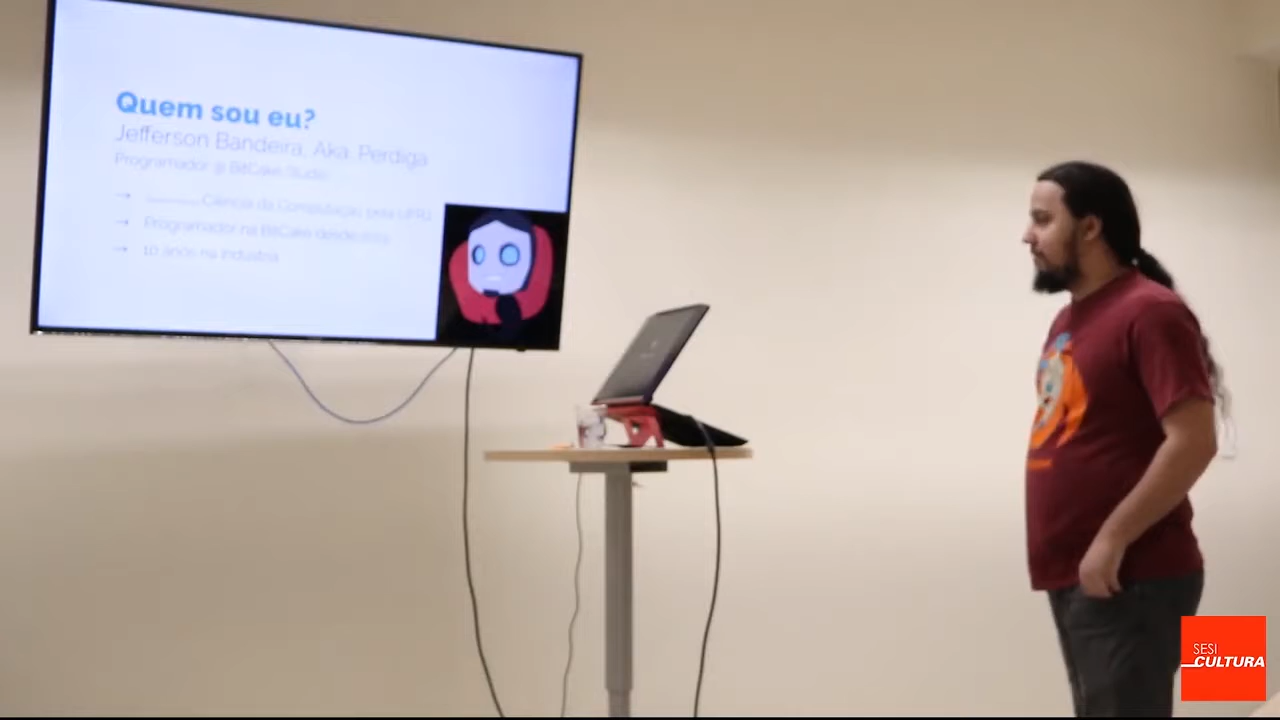 Quem sou eu?
Jefferson Bandeira, Aka. Perdiga
Programador @ BitCake Studio
→ Ciência da Computação pela UFRJ
→ Programador na BitCake desde
→ 10 anos na indústria
SESI
CULTURA